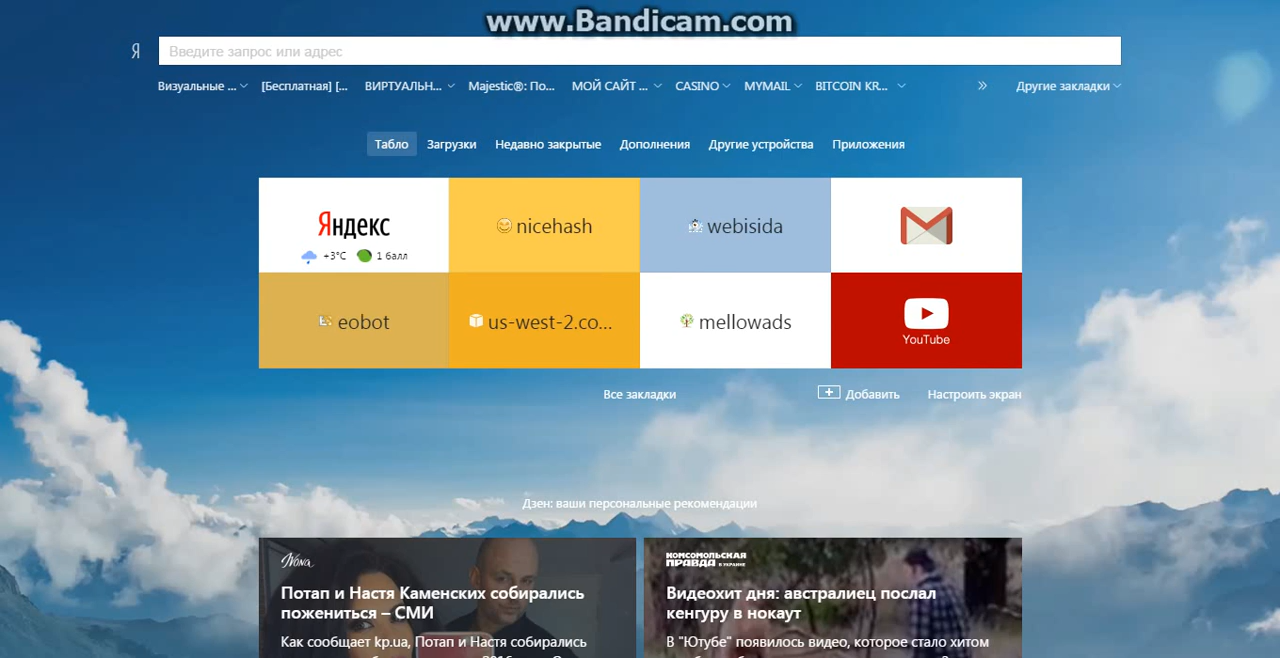 www.Bandicam.com
Я
Введите запрос или адрес
Визуальные ... [Бесплатная] [... ВИРТУАЛЬН... Majestic®: По... МОЙ САЙТ ... CASINO MYMAIL BITCOIN KR... » Другие закладки
Табло Загрузки Недавно закрытые Дополнения Другие устройства Приложения
Яндекс
+3°C 1 балл
nicehash
webisida
eobot
us-west-2.co...
mellowads
YouTube
Все закладки Добавить Настроить экран
Дзен: ваши персональные рекомендации
Nona
Потап и Настя Каменских собирались
пожениться – СМИ
Как сообщает kp.ua, Потап и Настя собирались
КОМСОМОЛЬСКАЯ
ПРАВДА В УКРАИНЕ
Видеохит дня: австралиец послал
кенгуру в нокаут
В "Ютубе" появилось видео, которое стало хитом